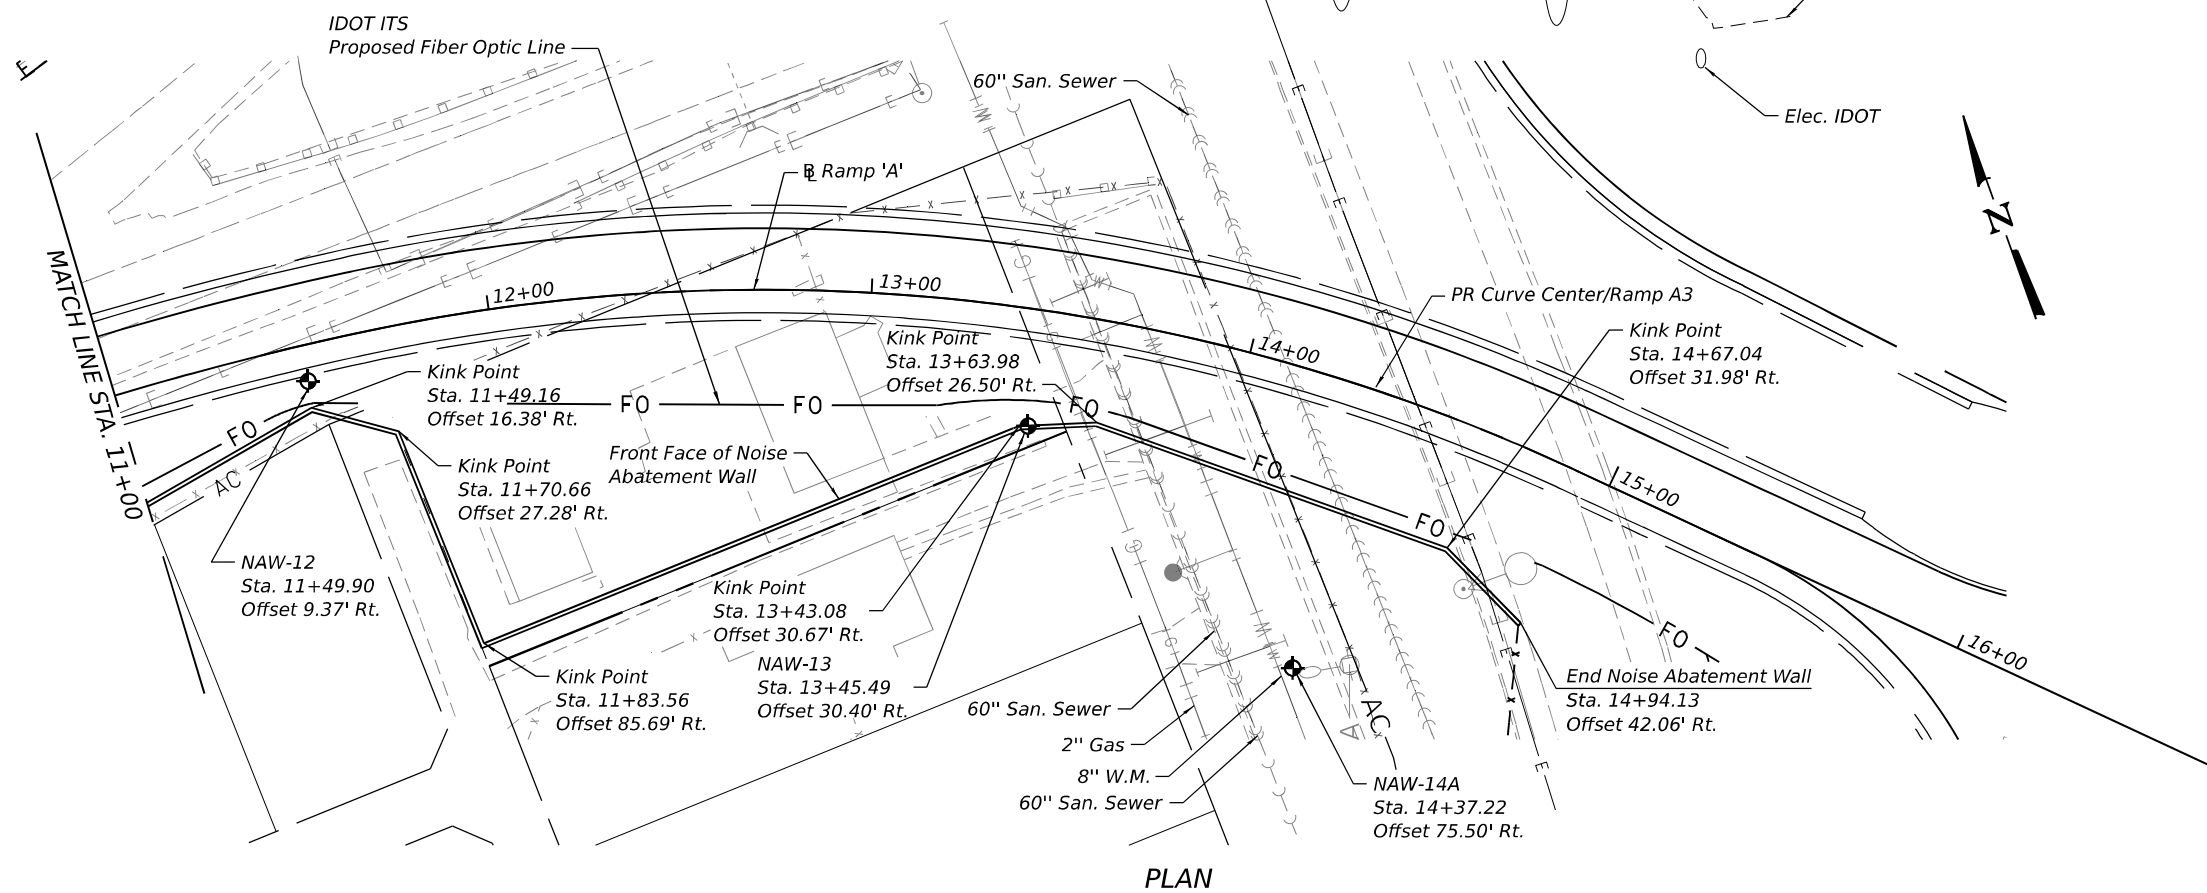 IDOT ITS
Proposed Fiber Optic Line
60" San. Sewer
Elec. IDOT
℄ Ramp 'A'
12+00
13+00
PR Curve Center/Ramp A3
MATCH LINE STA. 11+00
Kink Point
Sta. 11+49.16
Offset 16.38' Rt.
Kink Point
Sta. 13+63.98
Offset 26.50' Rt.
14+00
Kink Point
Sta. 14+67.04
Offset 31.98' Rt.
N
FO
FO
FO
FO
FO
FO
FO
AC
Kink Point
Sta. 11+70.66
Offset 27.28' Rt.
Front Face of Noise
Abatement Wall
15+00
NAW-12
Sta. 11+49.90
Offset 9.37' Rt.
Kink Point
Sta. 13+43.08
Offset 30.67' Rt.
NAW-13
Sta. 13+45.49
Offset 30.40' Rt.
Kink Point
Sta. 11+83.56
Offset 85.69' Rt.
16+00
End Noise Abatement Wall
Sta. 14+94.13
Offset 42.06' Rt.
60" San. Sewer
2" Gas
8" W.M.
60" San. Sewer
AC
A
NAW-14A
Sta. 14+37.22
Offset 75.50' Rt.
PLAN